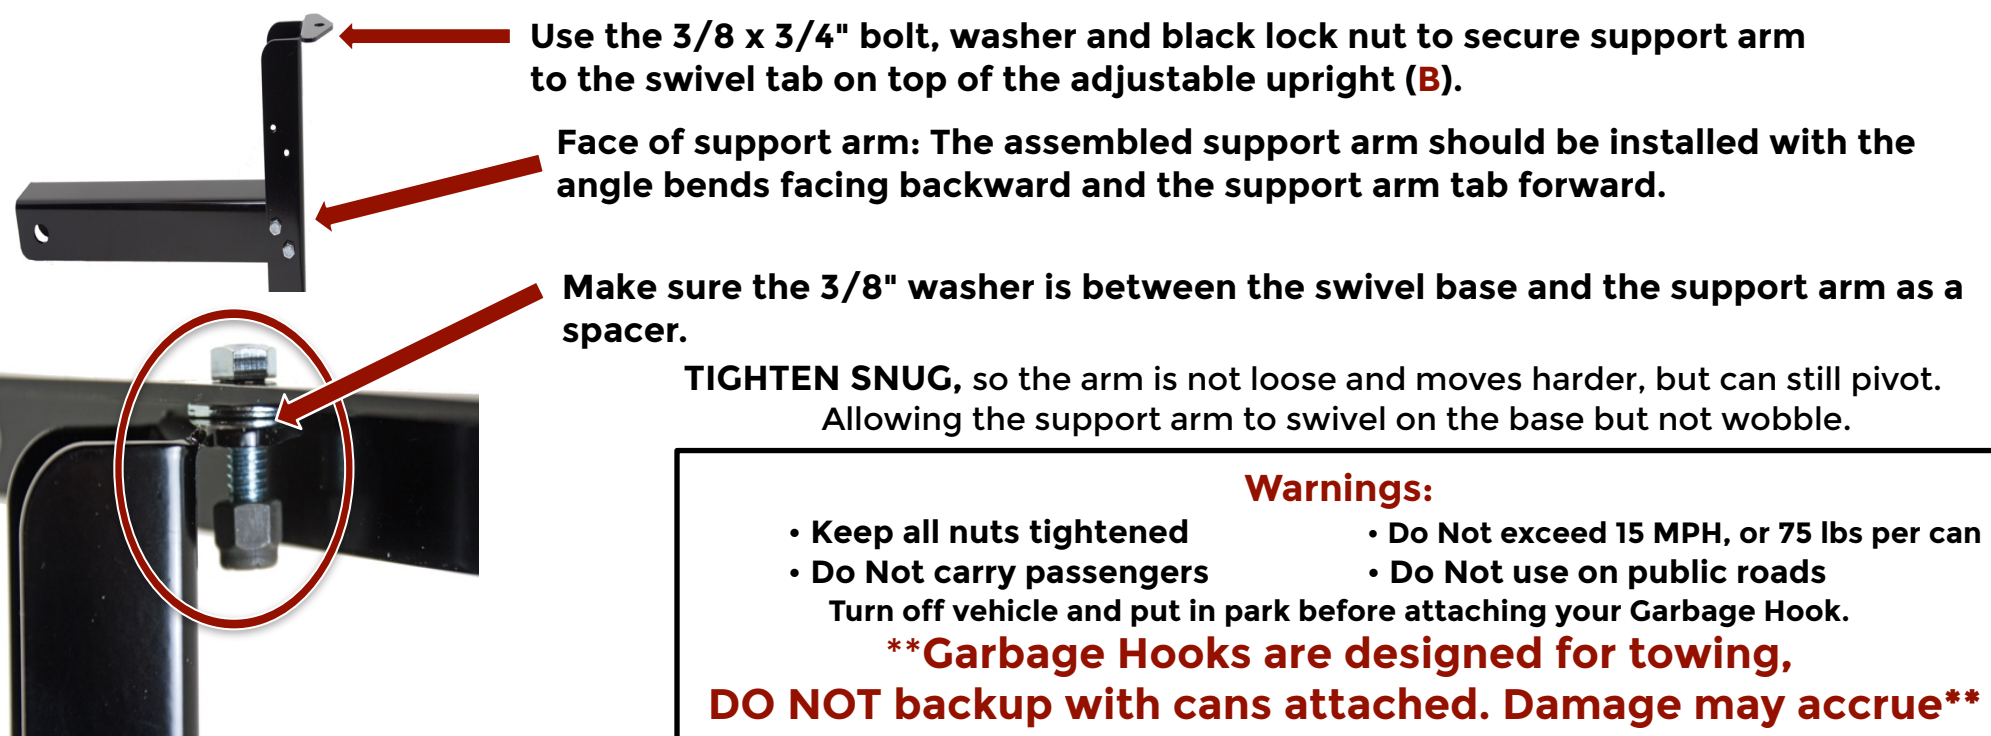 Use the 3/8 x 3/4" bolt, washer and black lock nut to secure support arm
to the swivel tab on top of the adjustable upright (B).
Face of support arm: The assembled support arm should be installed with the
angle bends facing backward and the support arm tab forward.
Make sure the 3/8" washer is between the swivel base and the support arm as a
spacer.
TIGHTEN SNUG, so the arm is not loose and moves harder, but can still pivot.
Allowing the support arm to swivel on the base but not wobble.
Warnings:
• Keep all nuts tightened
• Do Not carry passengers
• Do Not exceed 15 MPH, or 75 lbs per can
• Do Not use on public roads
Turn off vehicle and put in park before attaching your Garbage Hook.
**Garbage Hooks are designed for towing,
DO NOT backup with cans attached. Damage may accrue**